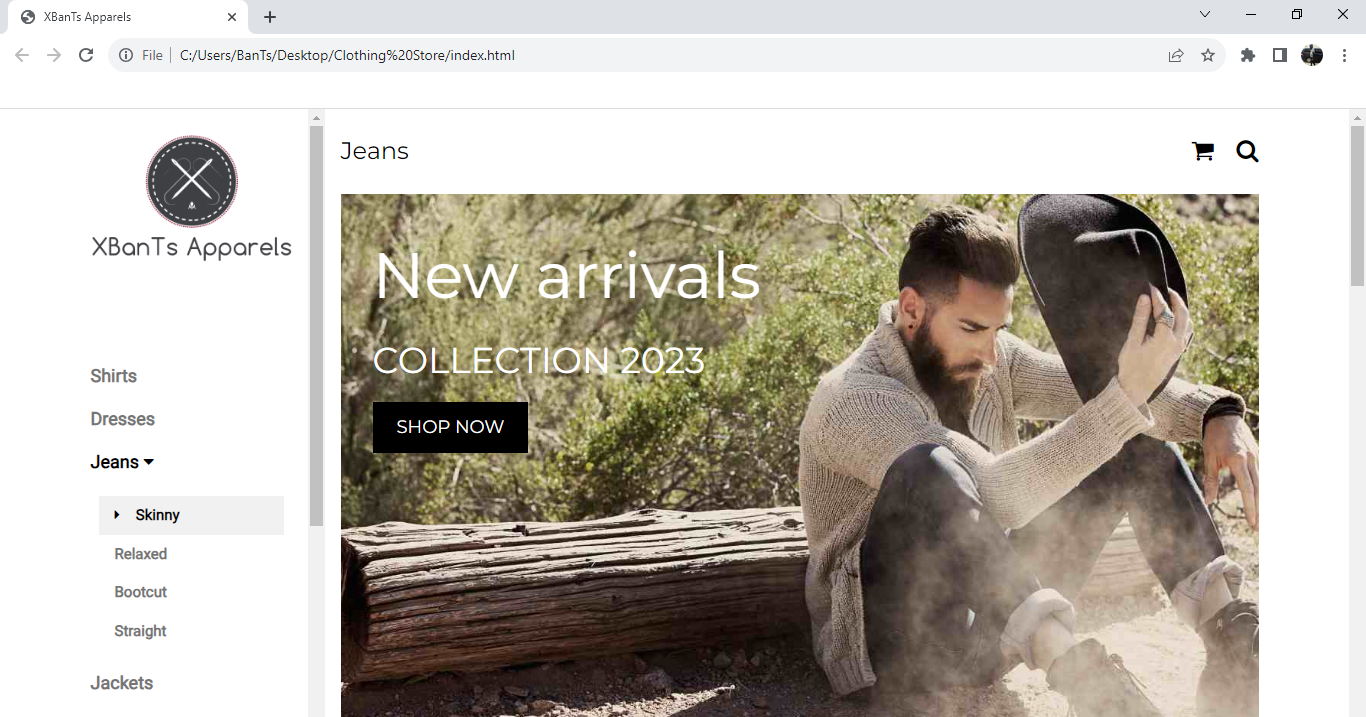 XBanTs Apparels
File
C:/Users/BanTs/Desktop/Clothing%20Store/index.html
XBanTs Apparels
Shirts
Dresses
Jeans
Skinny
Relaxed
Bootcut
Straight
Jackets
Jeans
New arrivals
COLLECTION 2023
SHOP NOW